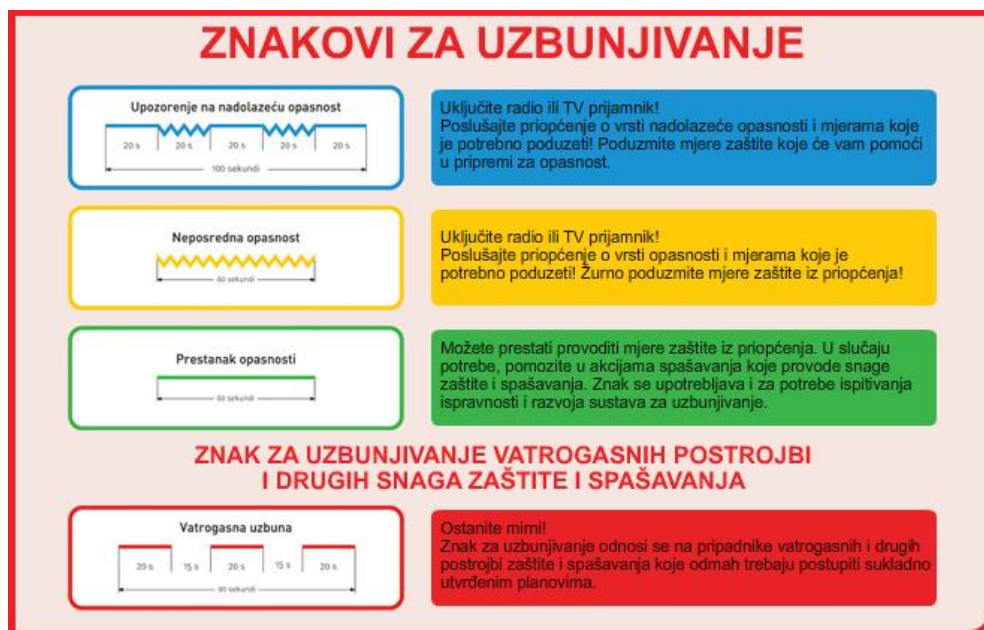 ZNAKOVI ZA UZBUNJIVANJE
Upozorenje na nadolazeću opasnost
20 s 20 s 20 s 20 s 20 s
100 sekundi
Uključite radio ili TV prijamnik!
Poslušajte priopćenje o vrsti nadolazeće opasnosti i mjerama koje
je potrebno poduzeti! Poduzmite mjere zaštite koje će vam pomoći
u pripremi za opasnost.
Neposredna opasnost
60 sekundi
Uključite radio ili TV prijamnik!
Poslušajte priopćenje o vrsti opasnosti i mjerama koje je
potrebno poduzeti! Žurno poduzmite mjere zaštite iz priopćenja!
Prestanak opasnosti
60 sekundi
Možete prestati provoditi mjere zaštite iz priopćenja. U slučaju
potrebe, pomozite u akcijama spašavanja koje provode snage
zaštite i spašavanja. Znak se upotrebljava i za potrebe ispitivanja
ispravnosti i razvoja sustava za uzbunjivanje.
ZNAK ZA UZBUNJIVANJE VATROGASNIH POSTROJBI
I DRUGIH SNAGA ZAŠTITE I SPAŠAVANJA
Vatrogasna uzbuna
20 s 15 s 20 s 15 s 20 s
90 sekundi
Ostanite mirni!
Znak za uzbunjivanje odnosi se na pripadnike vatrogasnih i drugih
postrojbi zaštite i spašavanja koje odmah trebaju postupiti sukladno
utvrđenim planovima.